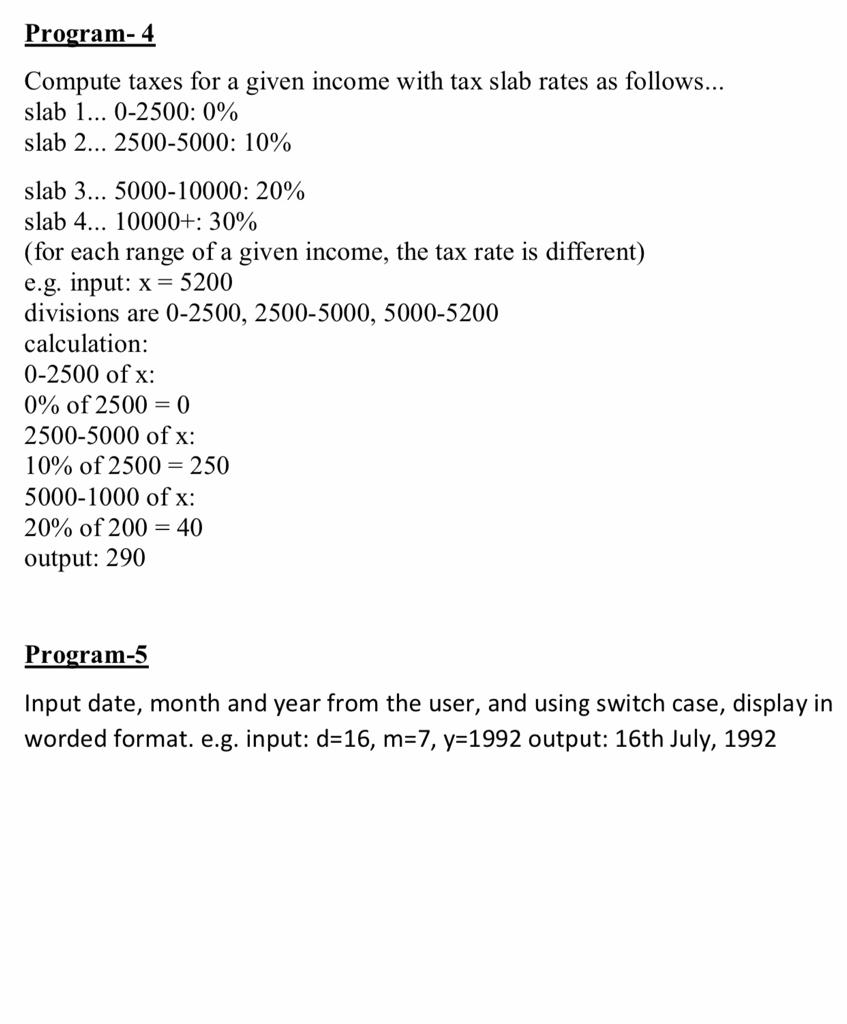 Program- 4
Compute taxes for a given income with tax slab rates as follows...
slab 1... 0-2500: 0%
slab 2... 2500-5000: 10%
slab 3... 5000-10000: 20%
slab 4... 10000+: 30%
(for each range of a given income, the tax rate is different)
e.g. input: x = 5200
divisions are 0-2500, 2500-5000, 5000-5200
calculation:
0-2500 of x:
0% of 2500 = 0
2500-5000 of x:
10% of 2500 = 250
5000-1000 of x:
20% of 200 = 40
output: 290
Program-5
Input date, month and year from the user, and using switch case, display in
worded format. e.g. input: d=16, m=7, y=1992 output: 16th July, 1992